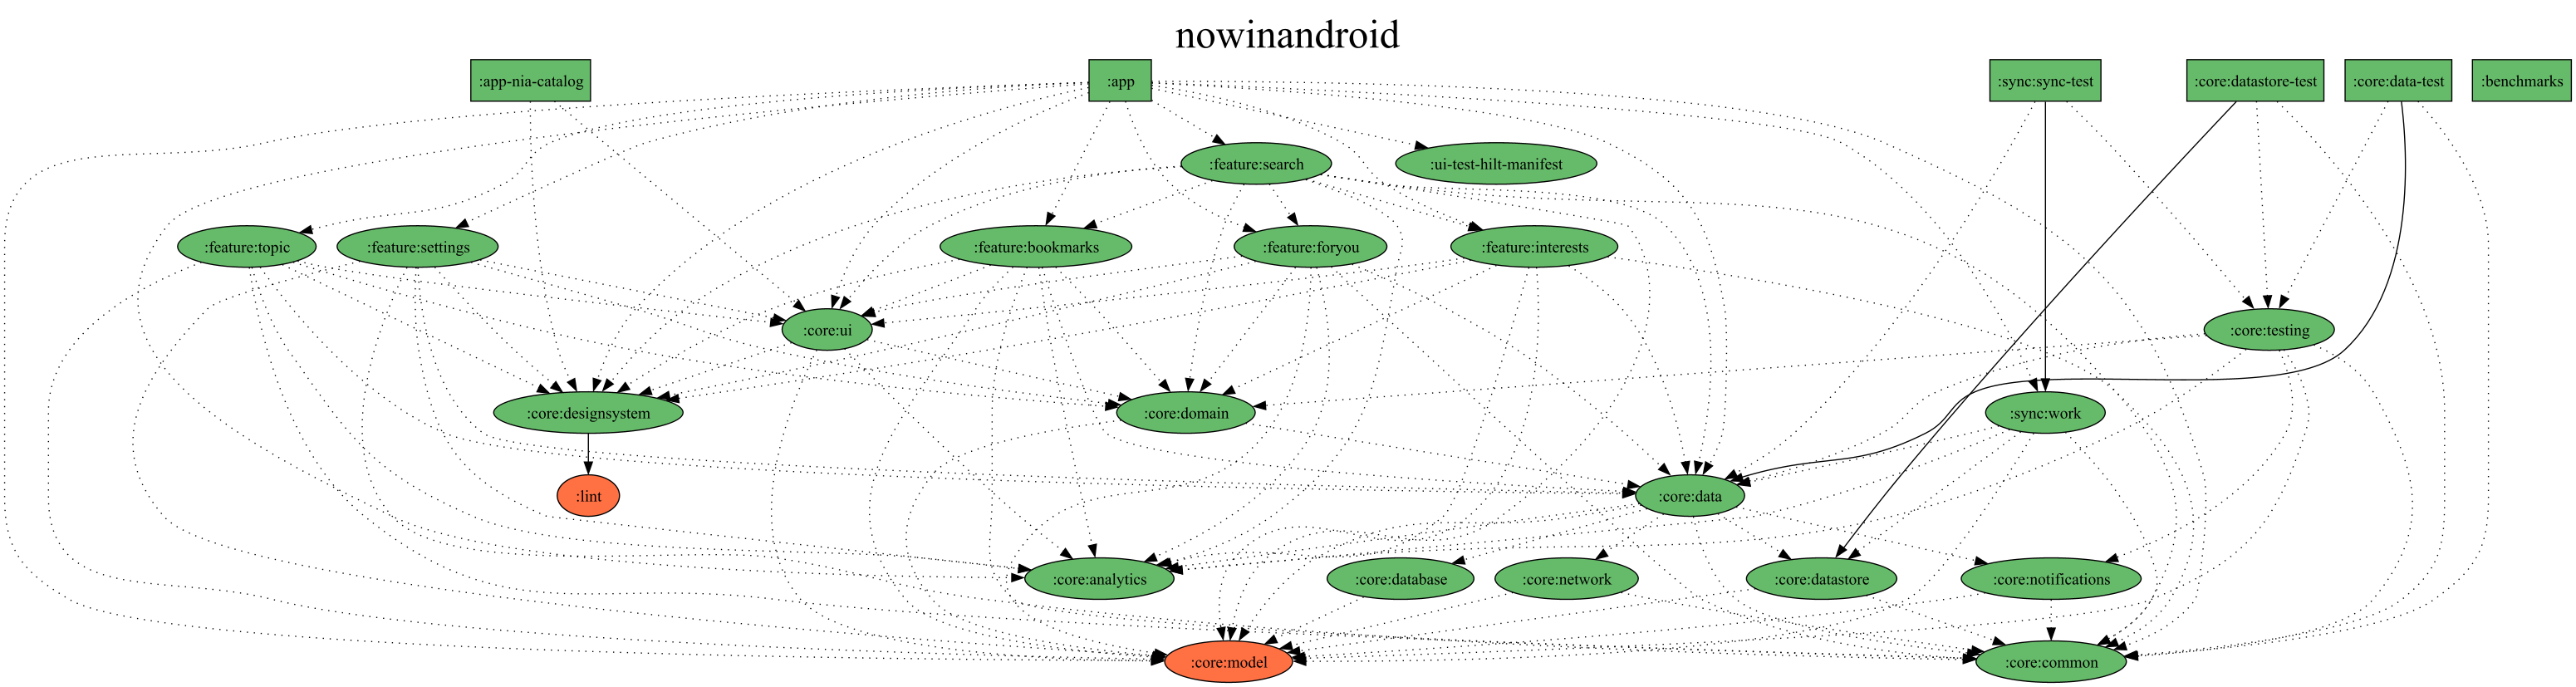 nowinandroid
:app-nia-catalog
:app
:sync:sync-test
:core:datastore-test
:core:data-test
:benchmarks
:feature:search
:ui-test-hilt-manifest
:feature:topic
:feature:settings
:feature:bookmarks
:feature:foryou
:feature:interests
:core:ui
:core:testing
:core:designsystem
:core:domain
:sync:work
:lint
:core:data
:core:analytics
:core:database
:core:network
:core:datastore
:core:notifications
:core:model
:core:common